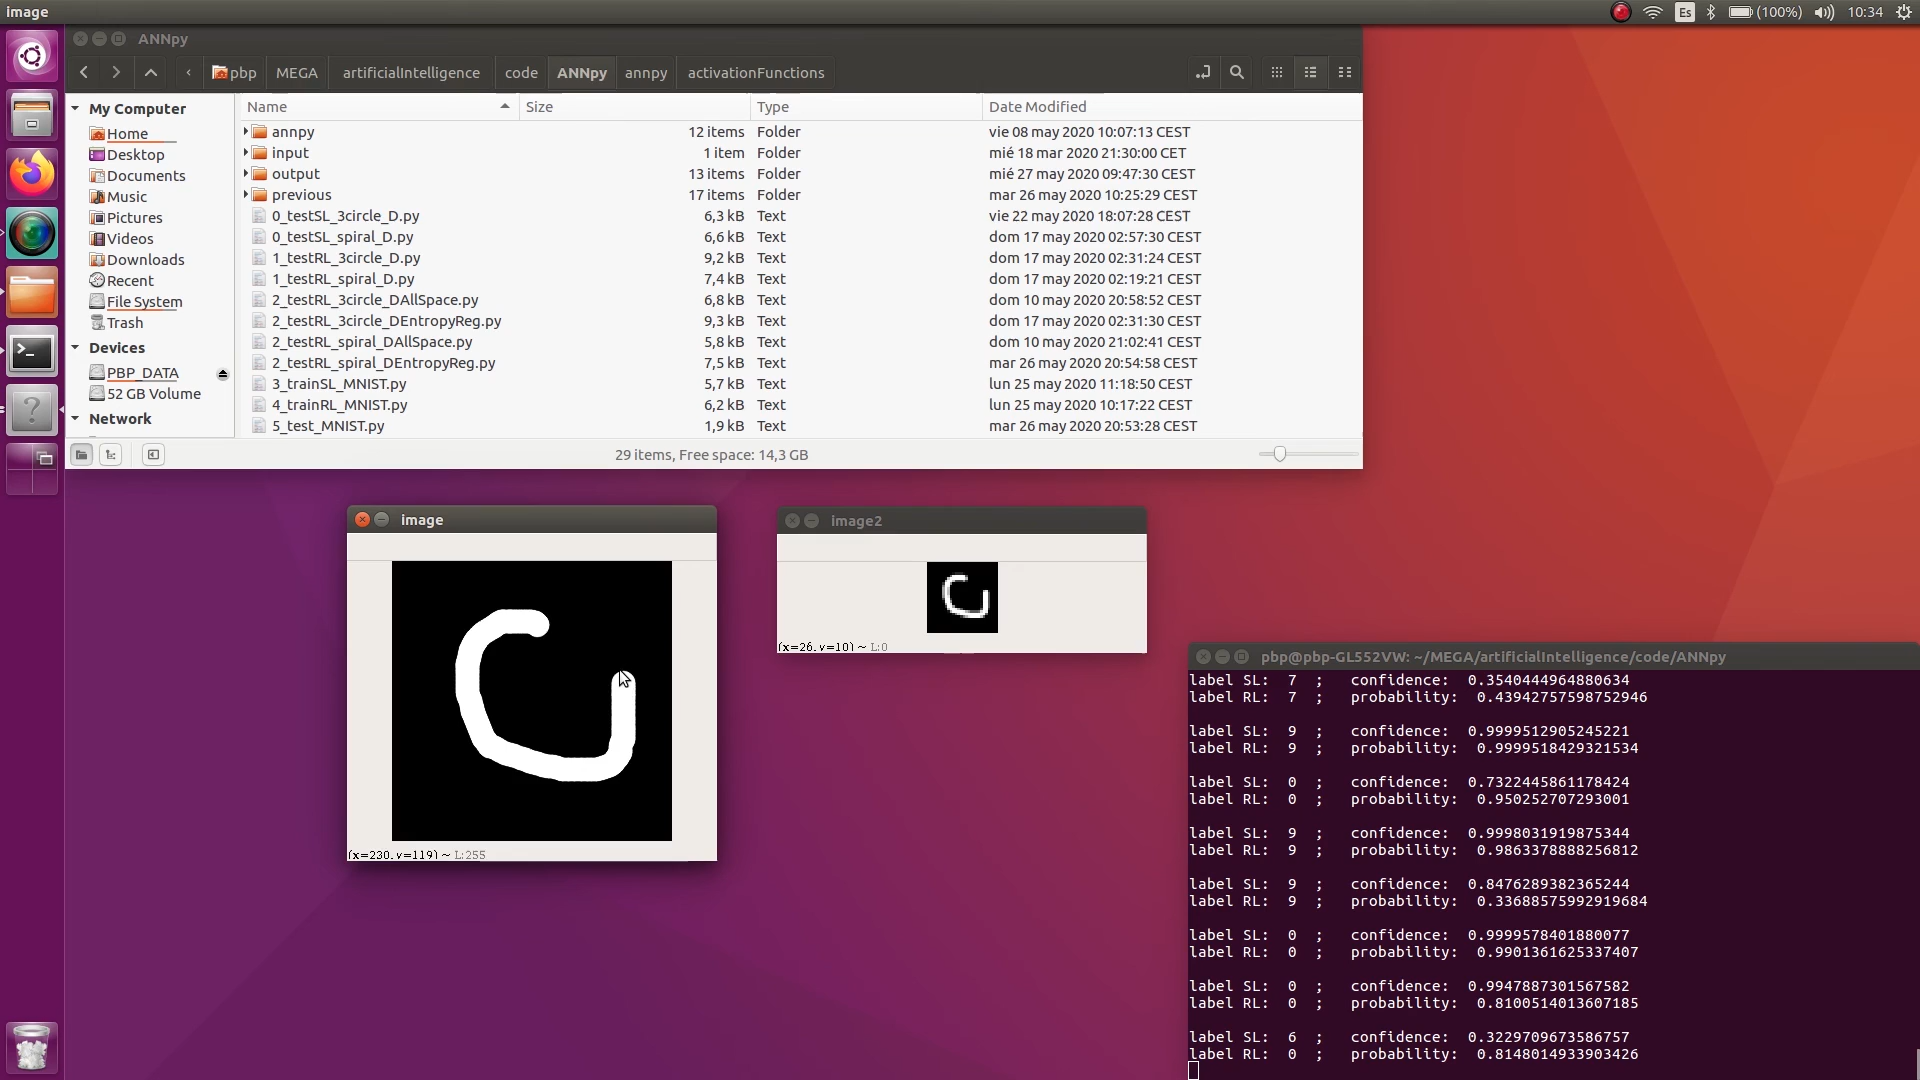 image
Es
(100%)
10:34
ANNpy
pbp MEGA artificialIntelligence code ANNpy annpy activationFunctions
My Computer
Home
Desktop
Documents
Music
Pictures
Videos
Downloads
Recent
File System
Trash
Devices
PBP_DATA
52 GB Volume
Network
Name Size Type Date Modified
annpy 12 items Folder vie 08 may 2020 10:07:13 CEST
input 1 item Folder mié 18 mar 2020 21:30:00 CET
output 13 items Folder mié 27 may 2020 09:47:30 CEST
previous 17 items Folder mar 26 may 2020 10:25:29 CEST
0_testSL_3circle_D.py 6,3 kB Text vie 22 may 2020 18:07:28 CEST
0_testSL_spiral_D.py 6,6 kB Text dom 17 may 2020 02:57:30 CEST
1_testRL_3circle_D.py 9,2 kB Text dom 17 may 2020 02:31:24 CEST
1_testRL_spiral_D.py 7,4 kB Text dom 17 may 2020 02:19:21 CEST
2_testRL_3circle_DAllSpace.py 6,8 kB Text dom 10 may 2020 20:58:52 CEST
2_testRL_3circle_DEntropyReg.py 9,3 kB Text dom 17 may 2020 02:31:30 CEST
2_testRL_spiral_DAllSpace.py 5,8 kB Text dom 10 may 2020 21:02:41 CEST
2_testRL_spiral_DEntropyReg.py 7,5 kB Text mar 26 may 2020 20:54:58 CEST
3_trainSL_MNIST.py 5,7 kB Text lun 25 may 2020 11:18:50 CEST
4_trainRL_MNIST.py 6,2 kB Text lun 25 may 2020 10:17:22 CEST
5_test_MNIST.py 1,9 kB Text mar 26 may 2020 20:53:28 CEST
29 items, Free space: 14,3 GB
image
(x=230, y=119) ~ L:255
image2
(x=26, y=10) ~ L:0
pbp@pbp-GL552VW: ~/MEGA/artificialIntelligence/code/ANNpy
label SL: 7 ; confidence: 0.3540444964880634
label RL: 7 ; probability: 0.43942757598752946
label SL: 9 ; confidence: 0.9999512905245221
label RL: 9 ; probability: 0.9999518429321534
label SL: 0 ; confidence: 0.7322445861178424
label RL: 0 ; probability: 0.950252707293001
label SL: 9 ; confidence: 0.9998031919875344
label RL: 9 ; probability: 0.9863378888256812
label SL: 9 ; confidence: 0.8476289382365244
label RL: 9 ; probability: 0.33688575992919684
label SL: 0 ; confidence: 0.9999578401880077
label RL: 0 ; probability: 0.9901361625337407
label SL: 0 ; confidence: 0.9947887301567582
label RL: 0 ; probability: 0.8100514013607185
label SL: 6 ; confidence: 0.3229709673586757
label RL: 0 ; probability: 0.8148014933903426